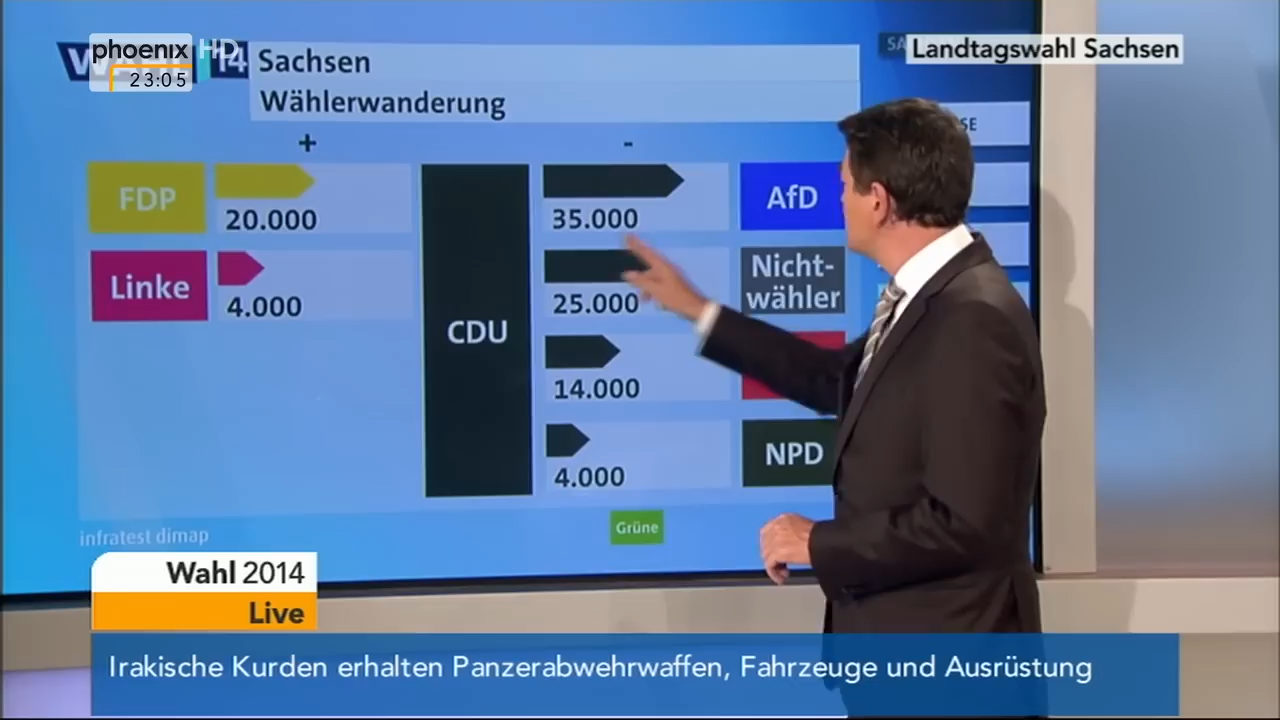 phoenix HD
23:05
14
Landtagswahl Sachsen
Sachsen
Wählerwanderung
+
-
FDP
20.000
35.000
AfD
Linke
4.000
25.000
Nicht-
wähler
CDU
14.000
4.000
NPD
Grüne
infratest dimap
Wahl 2014
Live
Irakische Kurden erhalten Panzerabwehrwaffen, Fahrzeuge und Ausrüstung